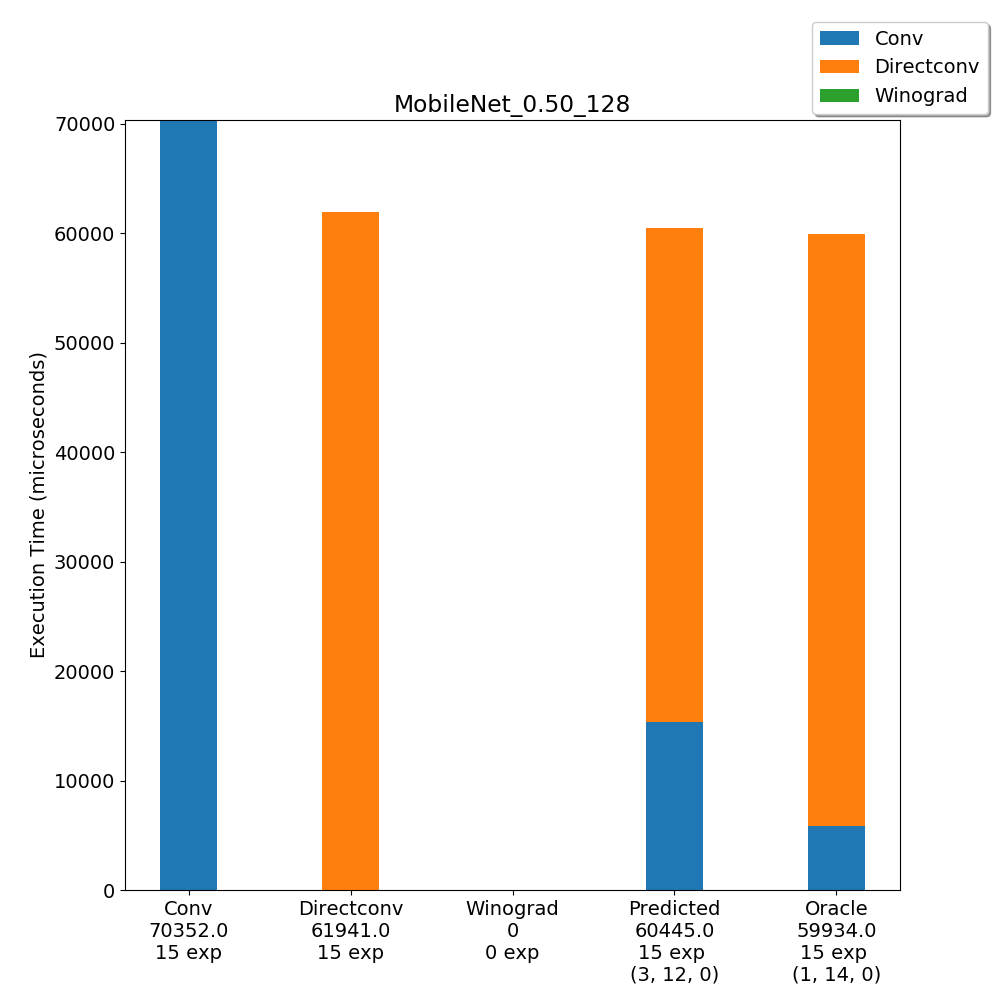 Conv
Directconv
Winograd
MobileNet_0.50_128
Execution Time (microseconds)
70000
60000
50000
40000
30000
20000
10000
0
Conv
70352.0
15 exp
Directconv
61941.0
15 exp
Winograd
0
0 exp
Predicted
60445.0
15 exp
(3, 12, 0)
Oracle
59934.0
15 exp
(1, 14, 0)